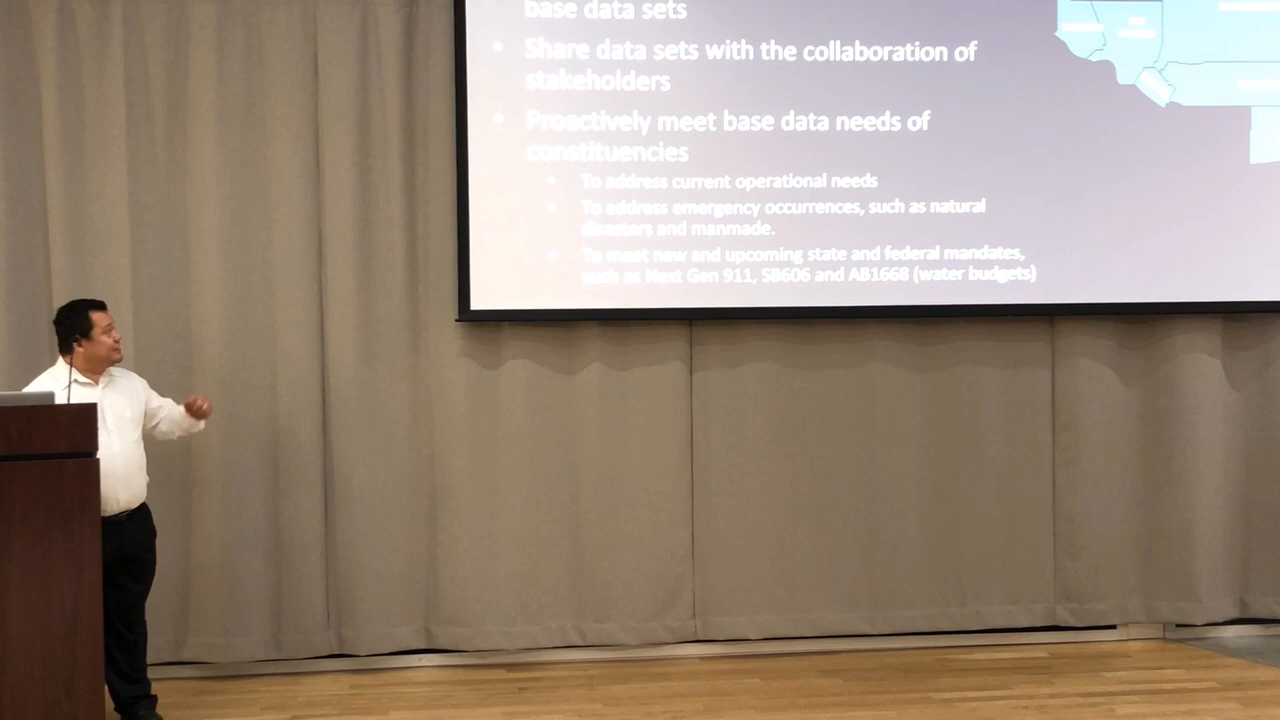 base data sets
Share data sets with the collaboration of
stakeholders
Proactively meet base data needs of
constituencies
To address current operational needs
To address emergency occurrences, such as natural
disasters and manmade.
To meet new and upcoming state and federal mandates,
such as Next Gen 911, SB606 and AB1668 (water budgets)